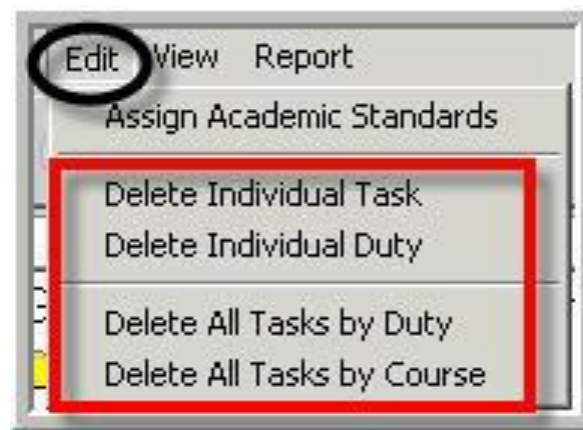 Edit View Report
Assign Academic Standards
Delete Individual Task
Delete Individual Duty
Delete All Tasks by Duty
Delete All Tasks by Course